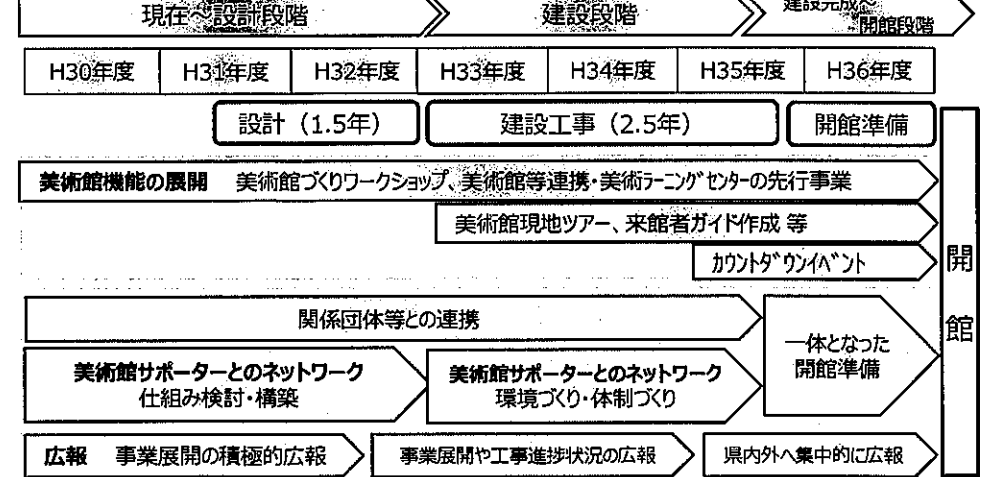 現在～設計段階
建設段階
建設完成～
開館段階
H30年度 H31年度 H32年度 H33年度 H34年度 H35年度 H36年度
設計（1.5年） 建設工事（2.5年） 開館準備
美術館機能の展開 美術館づくりワークショップ、美術館等連携・美術ラーニングセンターの先行事業
美術館現地ツアー、来館者ガイド作成 等
カウントダウンイベント
開館
関係団体等との連携
一体となった
開館準備
美術館サポーターとのネットワーク
仕組み検討・構築
美術館サポーターとのネットワーク
環境づくり・体制づくり
広報 事業展開の積極的広報 事業展開や工事進捗状況の広報 県内外へ集中的に広報